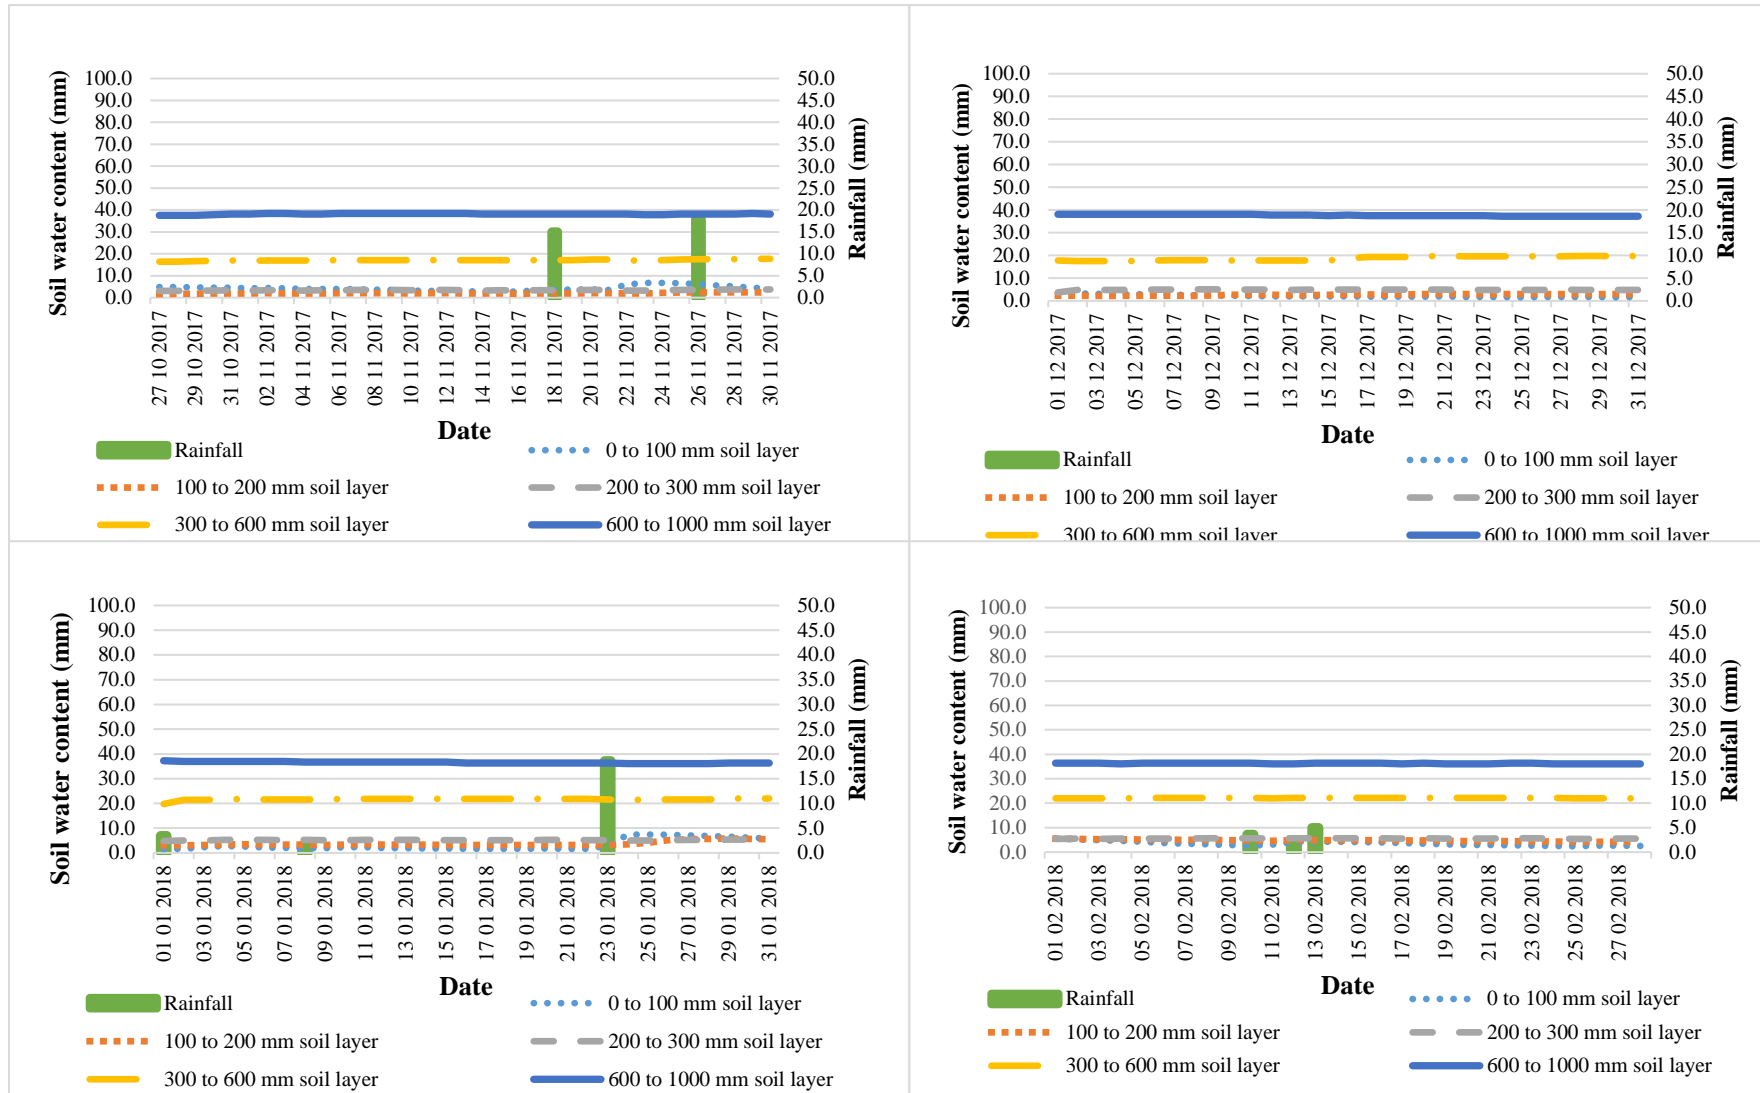 Soil water content (mm)
100.0
90.0
80.0
70.0
60.0
50.0
40.0
30.0
20.0
10.0
0.0
50.0
45.0
40.0
35.0
30.0
25.0
20.0
15.0
10.0
5.0
0.0
Rainfall (mm)
27 10 2017
29 10 2017
31 10 2017
02 11 2017
04 11 2017
06 11 2017
08 11 2017
10 11 2017
12 11 2017
14 11 2017
16 11 2017
18 11 2017
20 11 2017
22 11 2017
24 11 2017
26 11 2017
28 11 2017
30 11 2017
Date
Rainfall
0 to 100 mm soil layer
100 to 200 mm soil layer
200 to 300 mm soil layer
300 to 600 mm soil layer
600 to 1000 mm soil layer
Soil water content (mm)
100.0
90.0
80.0
70.0
60.0
50.0
40.0
30.0
20.0
10.0
0.0
50.0
45.0
40.0
35.0
30.0
25.0
20.0
15.0
10.0
5.0
0.0
Rainfall (mm)
01 12 2017
03 12 2017
05 12 2017
07 12 2017
09 12 2017
11 12 2017
13 12 2017
15 12 2017
17 12 2017
19 12 2017
21 12 2017
23 12 2017
25 12 2017
27 12 2017
29 12 2017
31 12 2017
Date
Rainfall
0 to 100 mm soil layer
100 to 200 mm soil layer
200 to 300 mm soil layer
300 to 600 mm soil layer
600 to 1000 mm soil layer
Soil water content (mm)
100.0
90.0
80.0
70.0
60.0
50.0
40.0
30.0
20.0
10.0
0.0
50.0
45.0
40.0
35.0
30.0
25.0
20.0
15.0
10.0
5.0
0.0
Rainfall (mm)
01 01 2018
03 01 2018
05 01 2018
07 01 2018
09 01 2018
11 01 2018
13 01 2018
15 01 2018
17 01 2018
19 01 2018
21 01 2018
23 01 2018
25 01 2018
27 01 2018
29 01 2018
31 01 2018
Date
Rainfall
0 to 100 mm soil layer
100 to 200 mm soil layer
200 to 300 mm soil layer
300 to 600 mm soil layer
600 to 1000 mm soil layer
Soil water content (mm)
100.0
90.0
80.0
70.0
60.0
50.0
40.0
30.0
20.0
10.0
0.0
50.0
45.0
40.0
35.0
30.0
25.0
20.0
15.0
10.0
5.0
0.0
Rainfall (mm)
01 02 2018
03 02 2018
05 02 2018
07 02 2018
09 02 2018
11 02 2018
13 02 2018
15 02 2018
17 02 2018
19 02 2018
21 02 2018
23 02 2018
25 02 2018
27 02 2018
Date
Rainfall
0 to 100 mm soil layer
100 to 200 mm soil layer
200 to 300 mm soil layer
300 to 600 mm soil layer
600 to 1000 mm soil layer